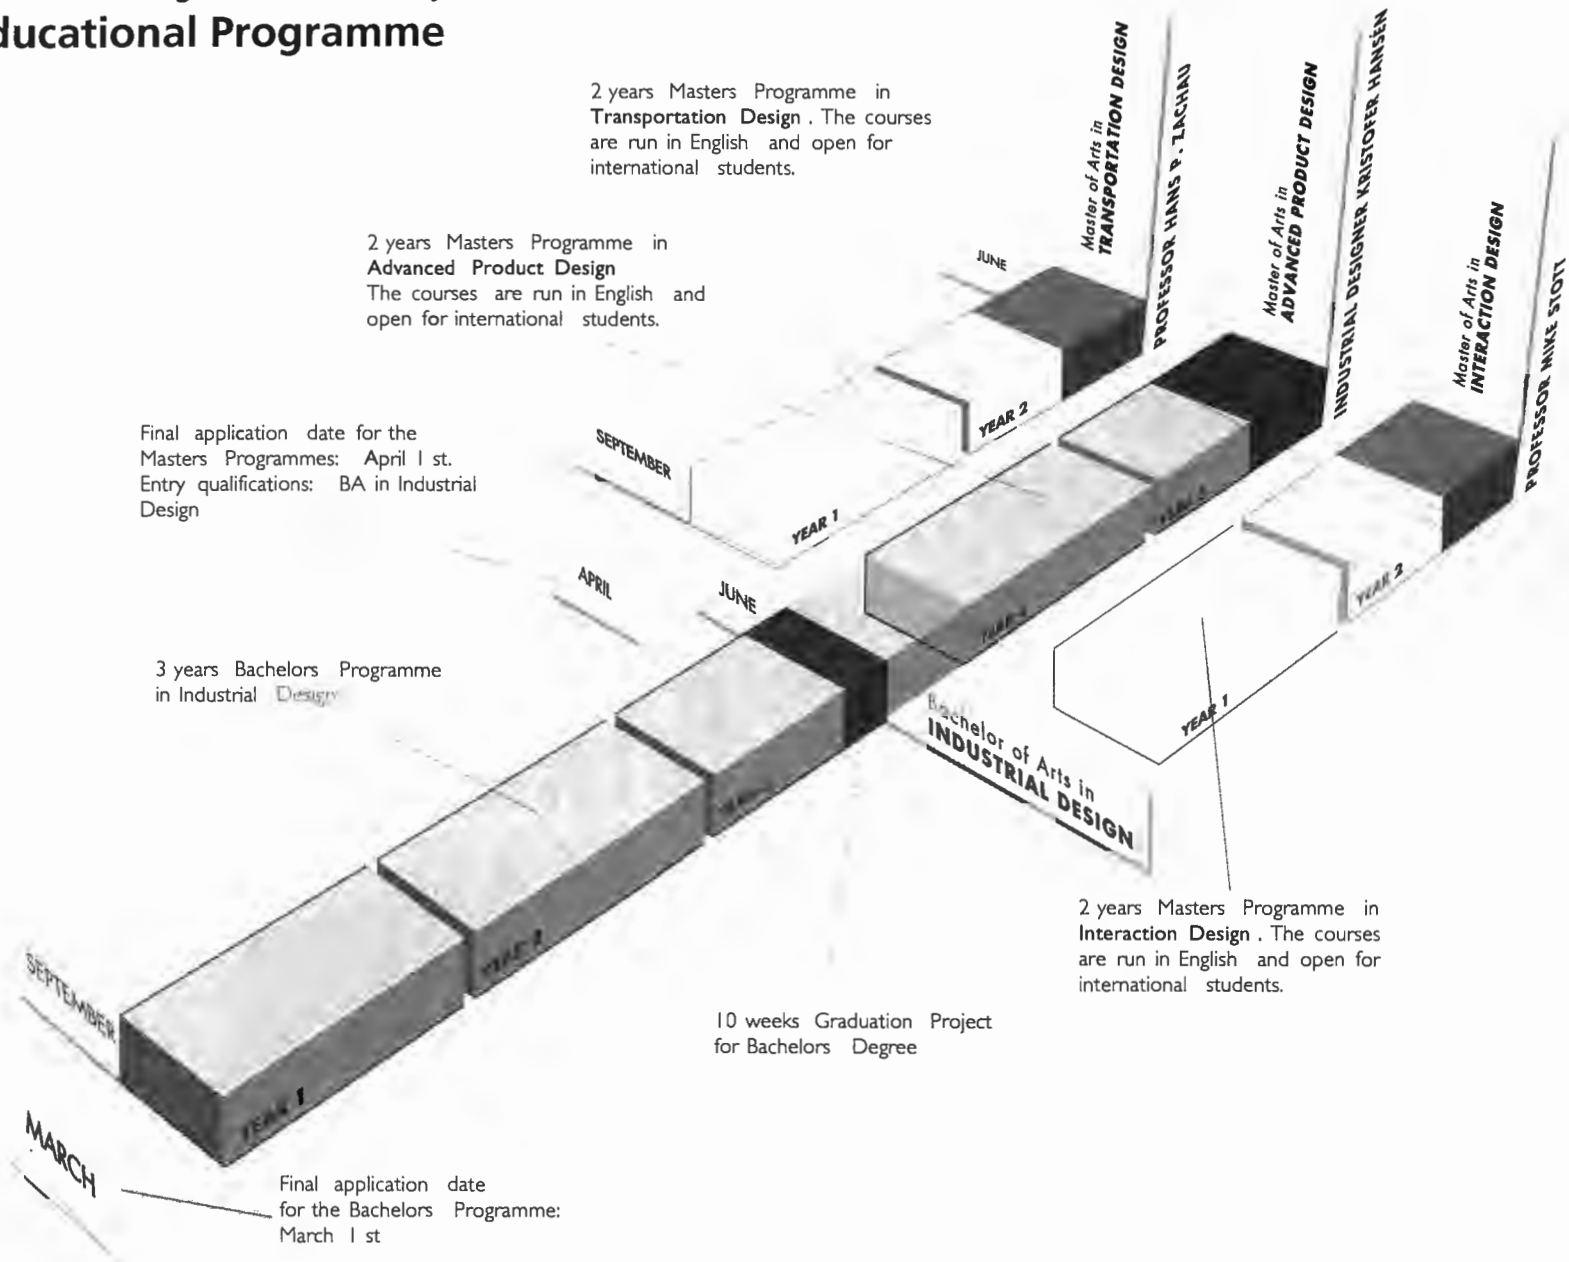 ducational Programme
2 years Masters Programme in
Transportation Design . The courses
are run in English and open for
international students.
2 years Masters Programme in
Advanced Product Design
The courses are run in English and
open for international students.
Final application date for the
Masters Programmes: April 1 st.
Entry qualifications: BA in Industrial
Design
3 years Bachelors Programme
in Industrial Design
Master of Arts in
TRANSPORTATION DESIGN
PROFESSOR HANS P. ZACHAU
Master of Arts in
ADVANCED PRODUCT DESIGN
INDUSTRIAL DESIGNER KRISTOFER HANSÉN
Master of Arts in
INTERACTION DESIGN
PROFESSOR MIKE STOTT
JUNE
SEPTEMBER
YEAR 1
YEAR 2
APRIL
JUNE
YEAR 1
YEAR 2
Bachelor of Arts in
INDUSTRIAL DESIGN
2 years Masters Programme in
Interaction Design . The courses
are run in English and open for
international students.
10 weeks Graduation Project
for Bachelors Degree
SEPTEMBER
YEAR 1
YEAR 2
MARCH
Final application date
for the Bachelors Programme:
March 1 st